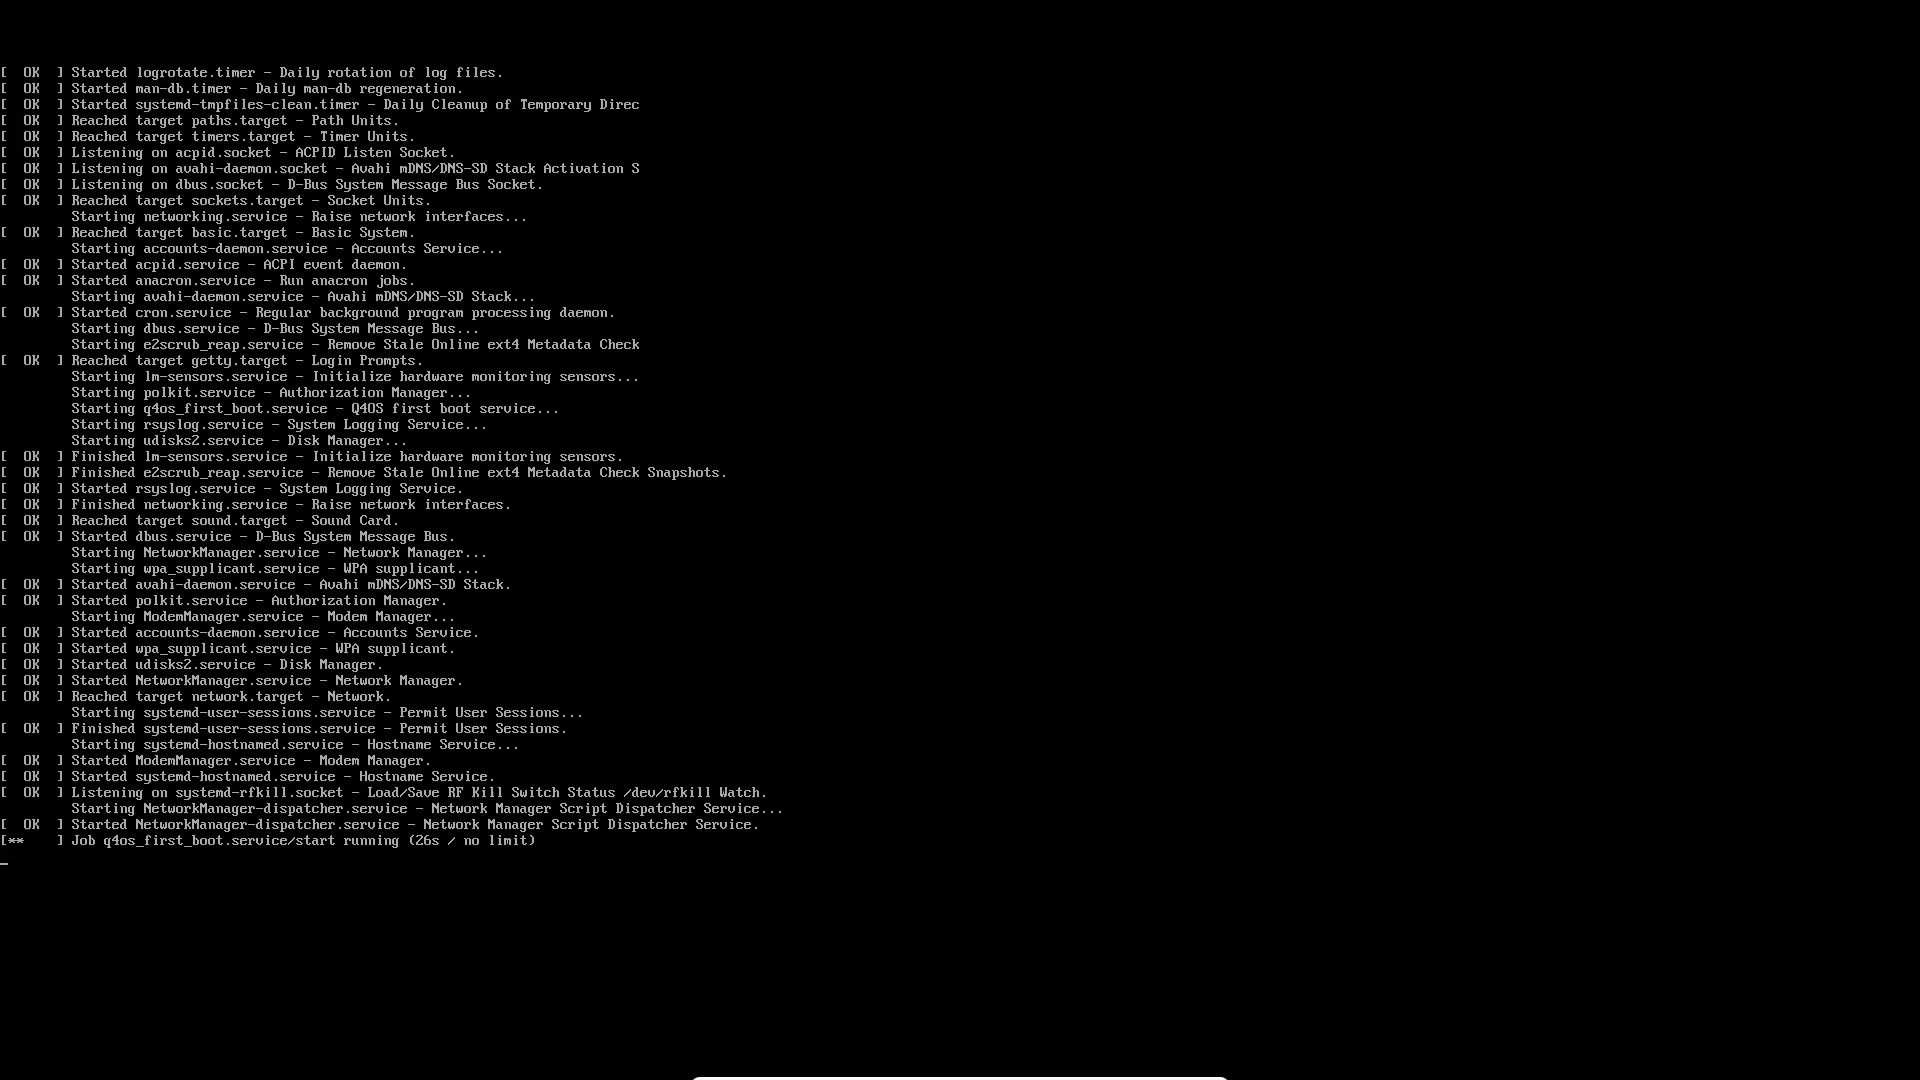 [  OK  ] Started logrotate.timer - Daily rotation of log files.
[  OK  ] Started man-db.timer - Daily man-db regeneration.
[  OK  ] Started systemd-tmpfiles-clean.timer - Daily Cleanup of Temporary Direc
[  OK  ] Reached target paths.target - Path Units.
[  OK  ] Reached target timers.target - Timer Units.
[  OK  ] Listening on acpid.socket - ACPID Listen Socket.
[  OK  ] Listening on avahi-daemon.socket - Avahi mDNS/DNS-SD Stack Activation S
[  OK  ] Listening on dbus.socket - D-Bus System Message Bus Socket.
[  OK  ] Reached target sockets.target - Socket Units.
         Starting networking.service - Raise network interfaces...
[  OK  ] Reached target basic.target - Basic System.
         Starting accounts-daemon.service - Accounts Service...
[  OK  ] Started acpid.service - ACPI event daemon.
[  OK  ] Started anacron.service - Run anacron jobs.
         Starting avahi-daemon.service - Avahi mDNS/DNS-SD Stack...
[  OK  ] Started cron.service - Regular background program processing daemon.
         Starting dbus.service - D-Bus System Message Bus...
         Starting e2scrub_reap.service - Remove Stale Online ext4 Metadata Check
[  OK  ] Reached target getty.target - Login Prompts.
         Starting lm-sensors.service - Initialize hardware monitoring sensors...
         Starting polkit.service - Authorization Manager...
         Starting q4os_first_boot.service - Q4OS first boot service...
         Starting rsyslog.service - System Logging Service...
         Starting udisks2.service - Disk Manager...
[  OK  ] Finished lm-sensors.service - Initialize hardware monitoring sensors.
[  OK  ] Finished e2scrub_reap.service - Remove Stale Online ext4 Metadata Check Snapshots.
[  OK  ] Started rsyslog.service - System Logging Service.
[  OK  ] Finished networking.service - Raise network interfaces.
[  OK  ] Reached target sound.target - Sound Card.
[  OK  ] Started dbus.service - D-Bus System Message Bus.
         Starting NetworkManager.service - Network Manager...
         Starting wpa_supplicant.service - WPA supplicant...
[  OK  ] Started avahi-daemon.service - Avahi mDNS/DNS-SD Stack.
[  OK  ] Started polkit.service - Authorization Manager.
         Starting ModemManager.service - Modem Manager...
[  OK  ] Started accounts-daemon.service - Accounts Service.
[  OK  ] Started wpa_supplicant.service - WPA supplicant.
[  OK  ] Started udisks2.service - Disk Manager.
[  OK  ] Started NetworkManager.service - Network Manager.
[  OK  ] Reached target network.target - Network.
         Starting systemd-user-sessions.service - Permit User Sessions...
[  OK  ] Finished systemd-user-sessions.service - Permit User Sessions.
         Starting systemd-hostnamed.service - Hostname Service...
[  OK  ] Started ModemManager.service - Modem Manager.
[  OK  ] Started systemd-hostnamed.service - Hostname Service.
[  OK  ] Listening on systemd-rfkill.socket - Load/Save RF Kill Switch Status /dev/rfkill Watch.
         Starting NetworkManager-dispatcher.service - Network Manager Script Dispatcher Service...
[  OK  ] Started NetworkManager-dispatcher.service - Network Manager Script Dispatcher Service.
[**    ] Job q4os_first_boot.service/start running (26s / no limit)